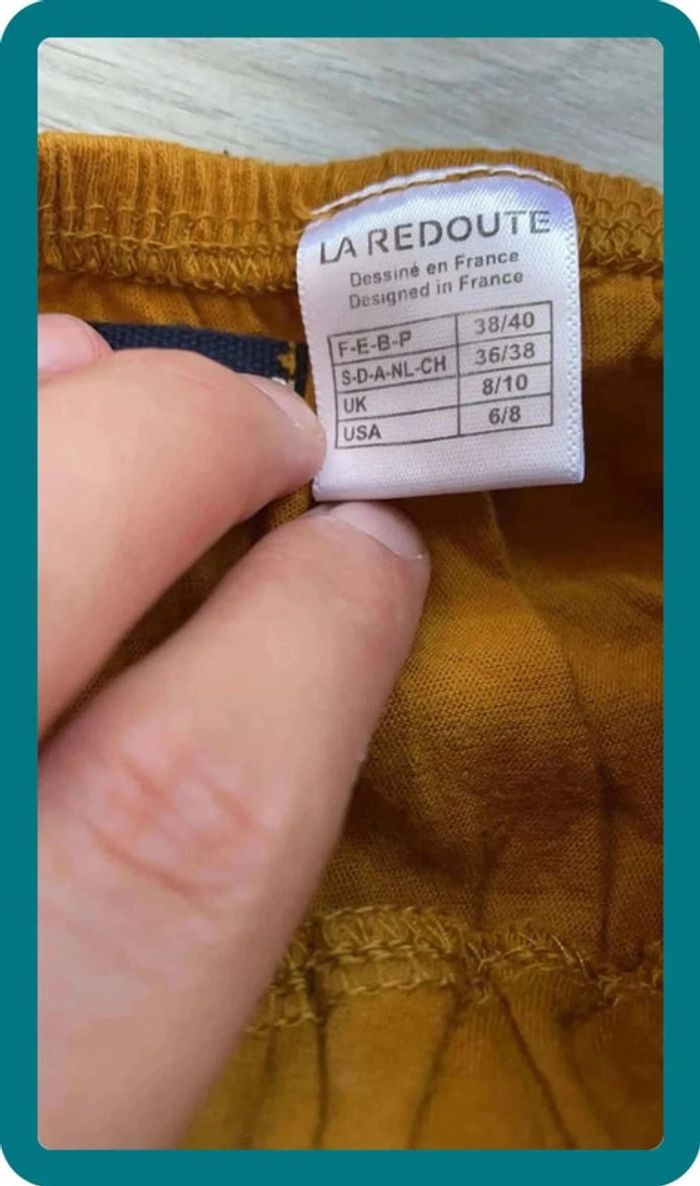 LA REDOUTE
Dessiné en France
Designed in France
F-E-B-P 38/40
S-D-A-NL-CH 36/38
UK 8/10
USA 6/8